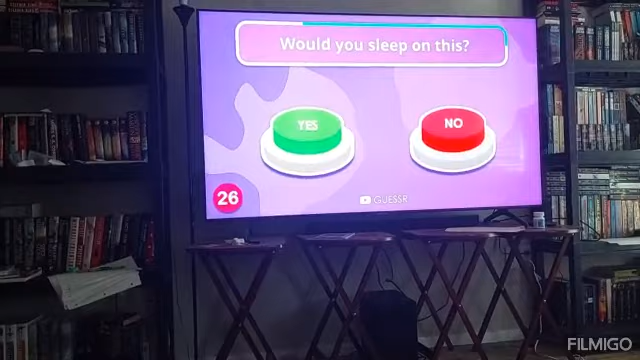 Would you sleep on this?
YES
NO
26
GUESSR
FILMIGO